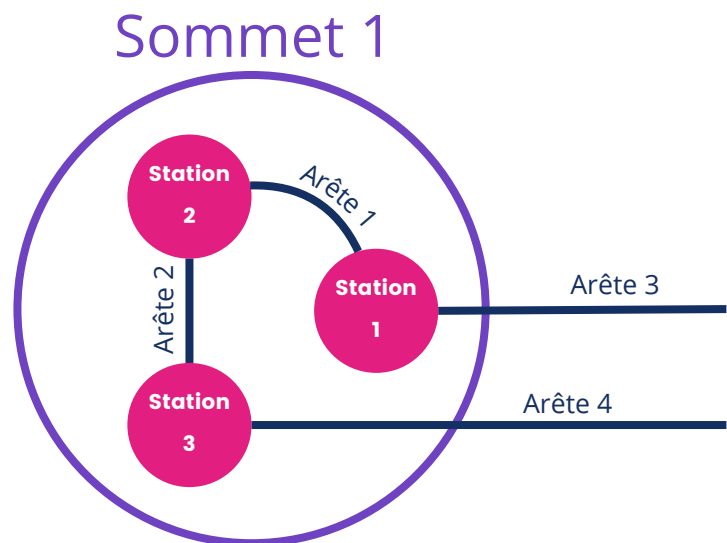 Sommet 1
Station
2
Arête 1
Arête 2
Station
1
Arête 3
Station
3
Arête 4